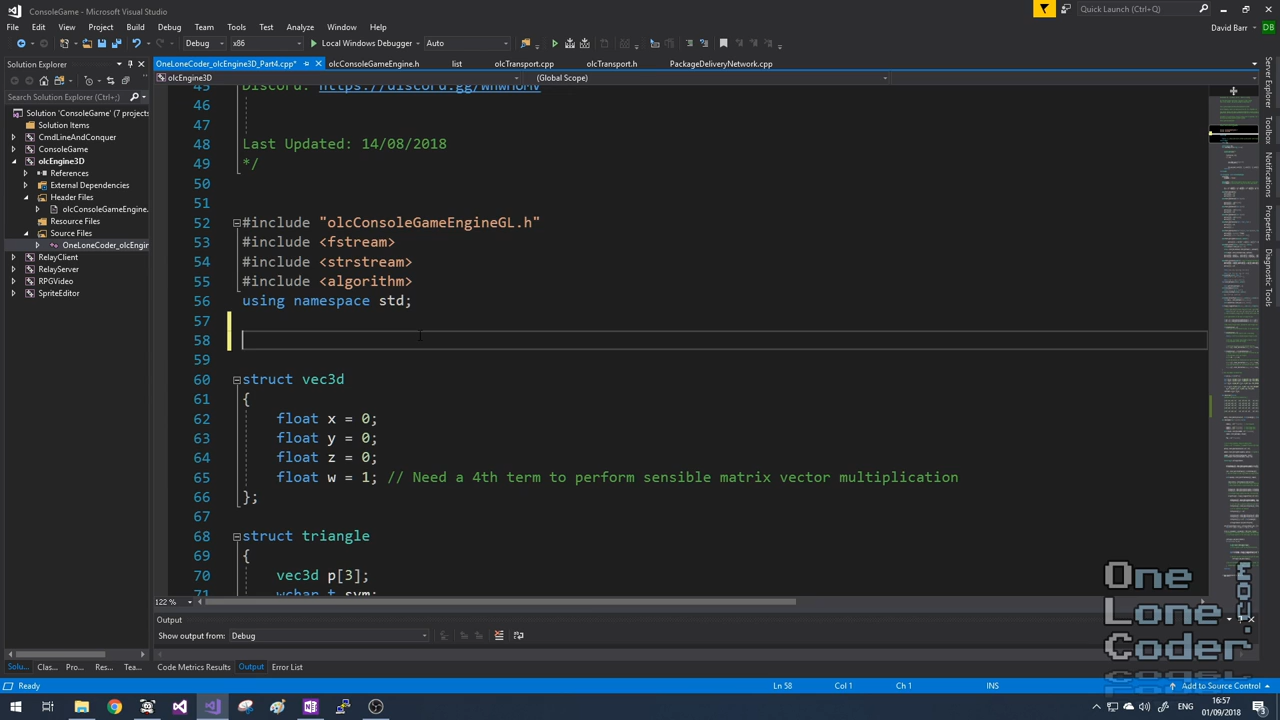 ConsoleGame - Microsoft Visual Studio
Quick Launch (Ctrl+Q)
File Edit View Project Build Debug Team Tools Test Analyze Window Help
David Barr DB
Debug x86 Local Windows Debugger Auto
Solution Explorer
Search Solution Explorer (Ctrl+;)
Solution 'ConsoleGame' (7 projects)
Solution Items
CmdLineAndConquer
ConsoleGame
olcEngine3D
References
External Dependencies
Header Files
olcConsoleGameEngine.
Resource Files
Source Files
OneLoneCoder_olcEngin
RelayClient
RelayServer
RPGVideo
SpriteEditor
OneLoneCoder_olcEngine3D_Part4.cpp* olcConsoleGameEngine.h list olcTransport.cpp olcTransport.h PackageDeliveryNetwork.cpp
olcEngine3D (Global Scope)
45 Discord:
46
47
48 Last Updated: 14/08/2018
49 */
50
51
52 #include "olcConsoleGameEngineGL.h"
53 #include <fstream>
54 #include <strstream>
55 #include <algorithm>
56 using namespace std;
57
58
59
60 struct vec3d
61 {
62 float x = 0;
63 float y = 0;
64 float z = 0;
65 float w = 1; // Need a 4th term to perform sensible matrix vector multiplication
66 };
67
68 struct triangle
69 {
70 vec3d p[3];
71 wchar_t sym;
122 %
Output
Show output from: Debug
Solu... Clas... Pro... Res... Tea...
Code Metrics Results Output Error List
Server Explorer
Toolbox
Notifications
Properties
Diagnostic Tools
One
Lone
Coder
.com
Ready Ln 58 Col 1 Ch 1 INS Add to Source Control
16:57
01/09/2018
3